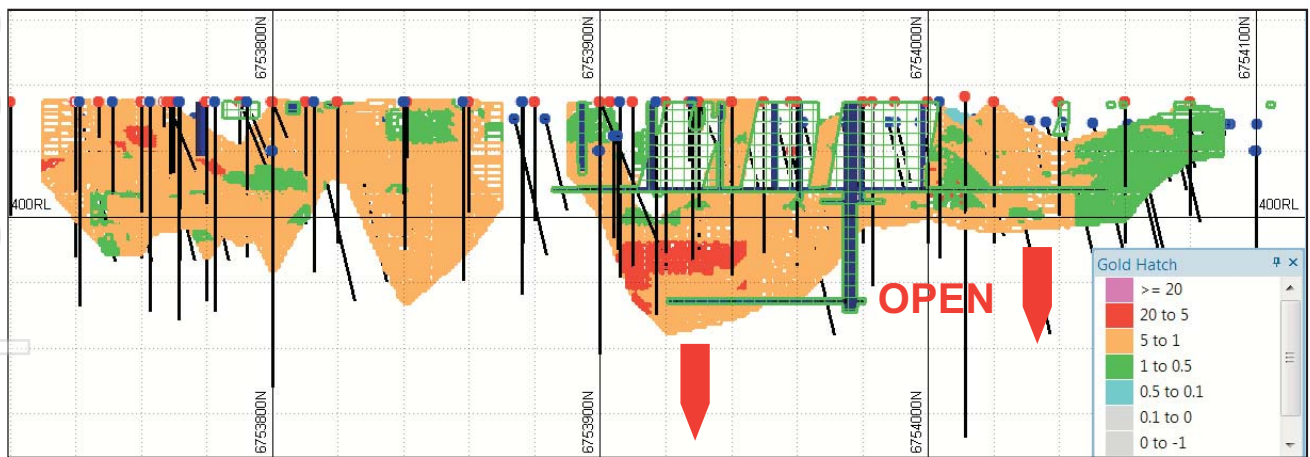 6753800N
6753900N
6754000N
6754100N
400RL
400RL
OPEN
Gold Hatch
>= 20
20 to 5
5 to 1
1 to 0.5
0.5 to 0.1
0.1 to 0
0 to -1
6753800N
6753900N
6754000N